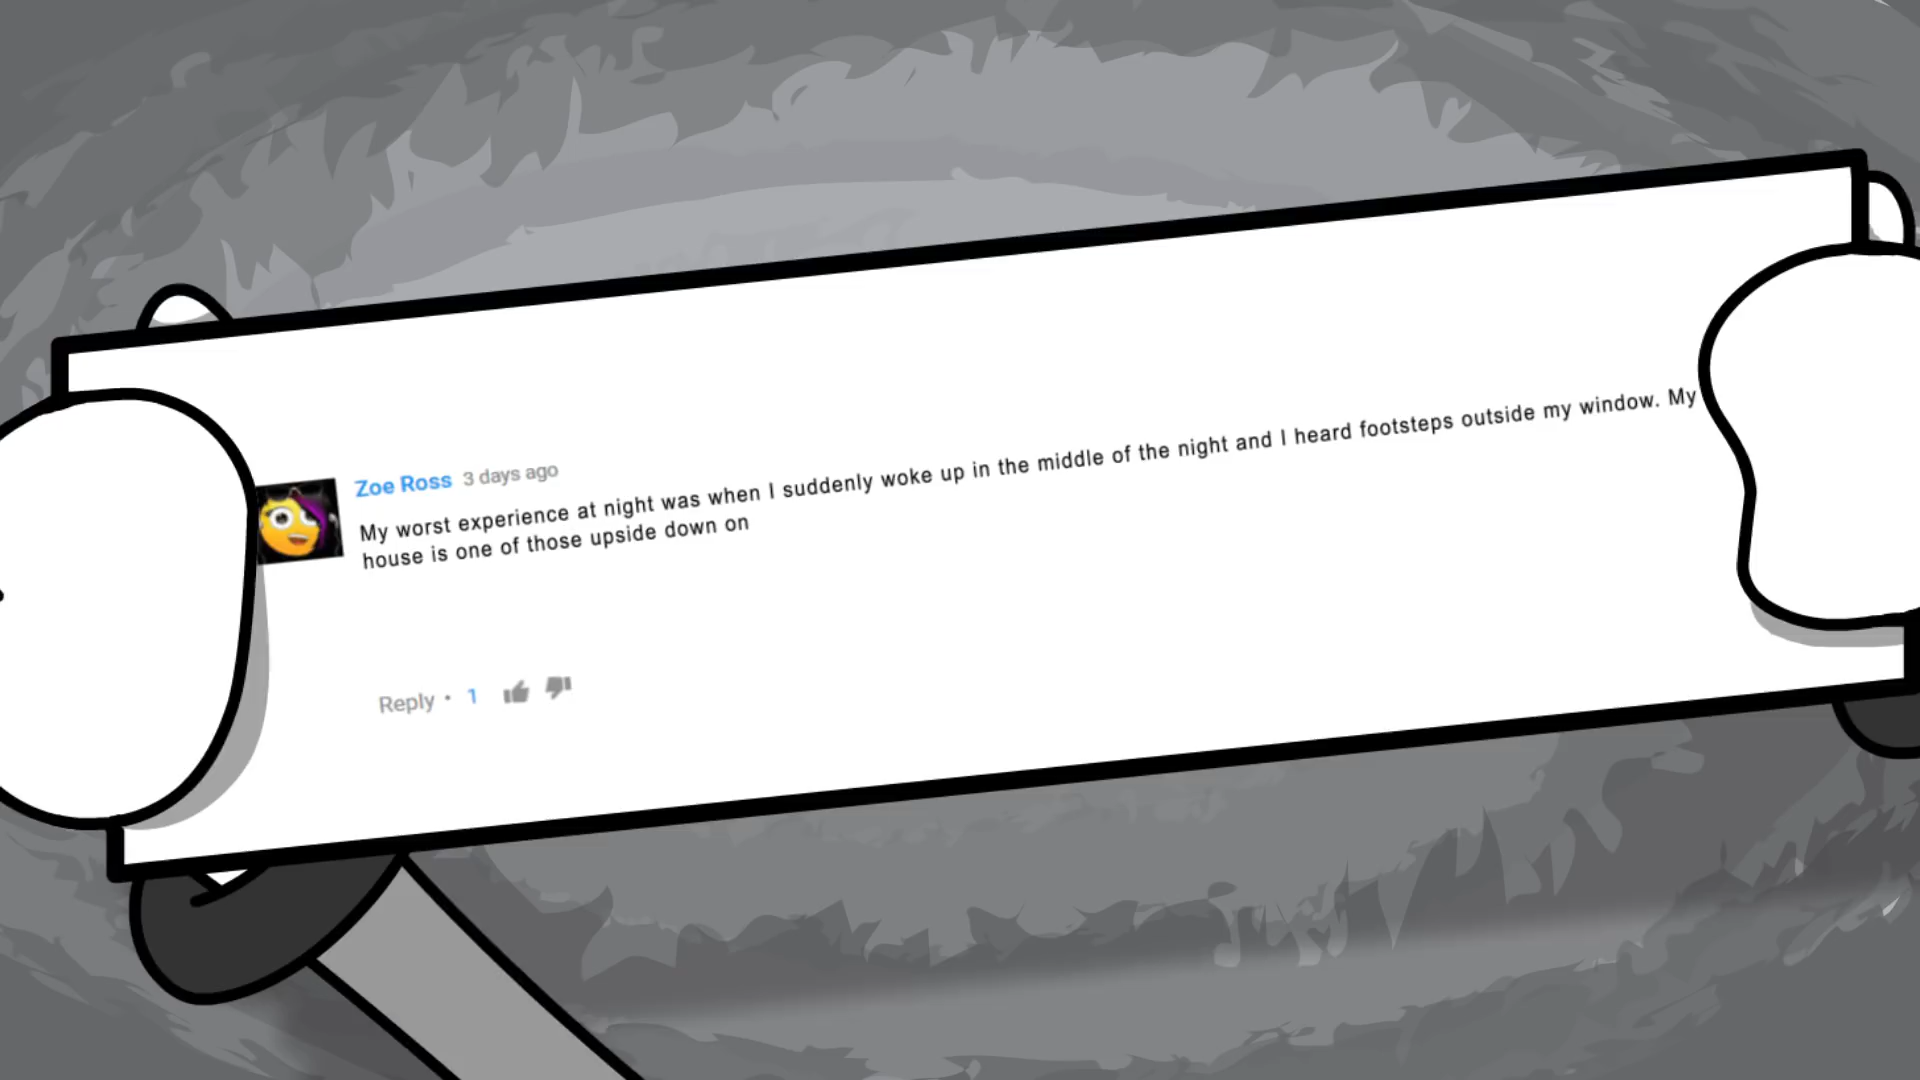 Zoe Ross 3 days ago
My worst experience at night was when I suddenly woke up in the middle of the night and I heard footsteps outside my window. My
house is one of those upside down on
Reply • 1